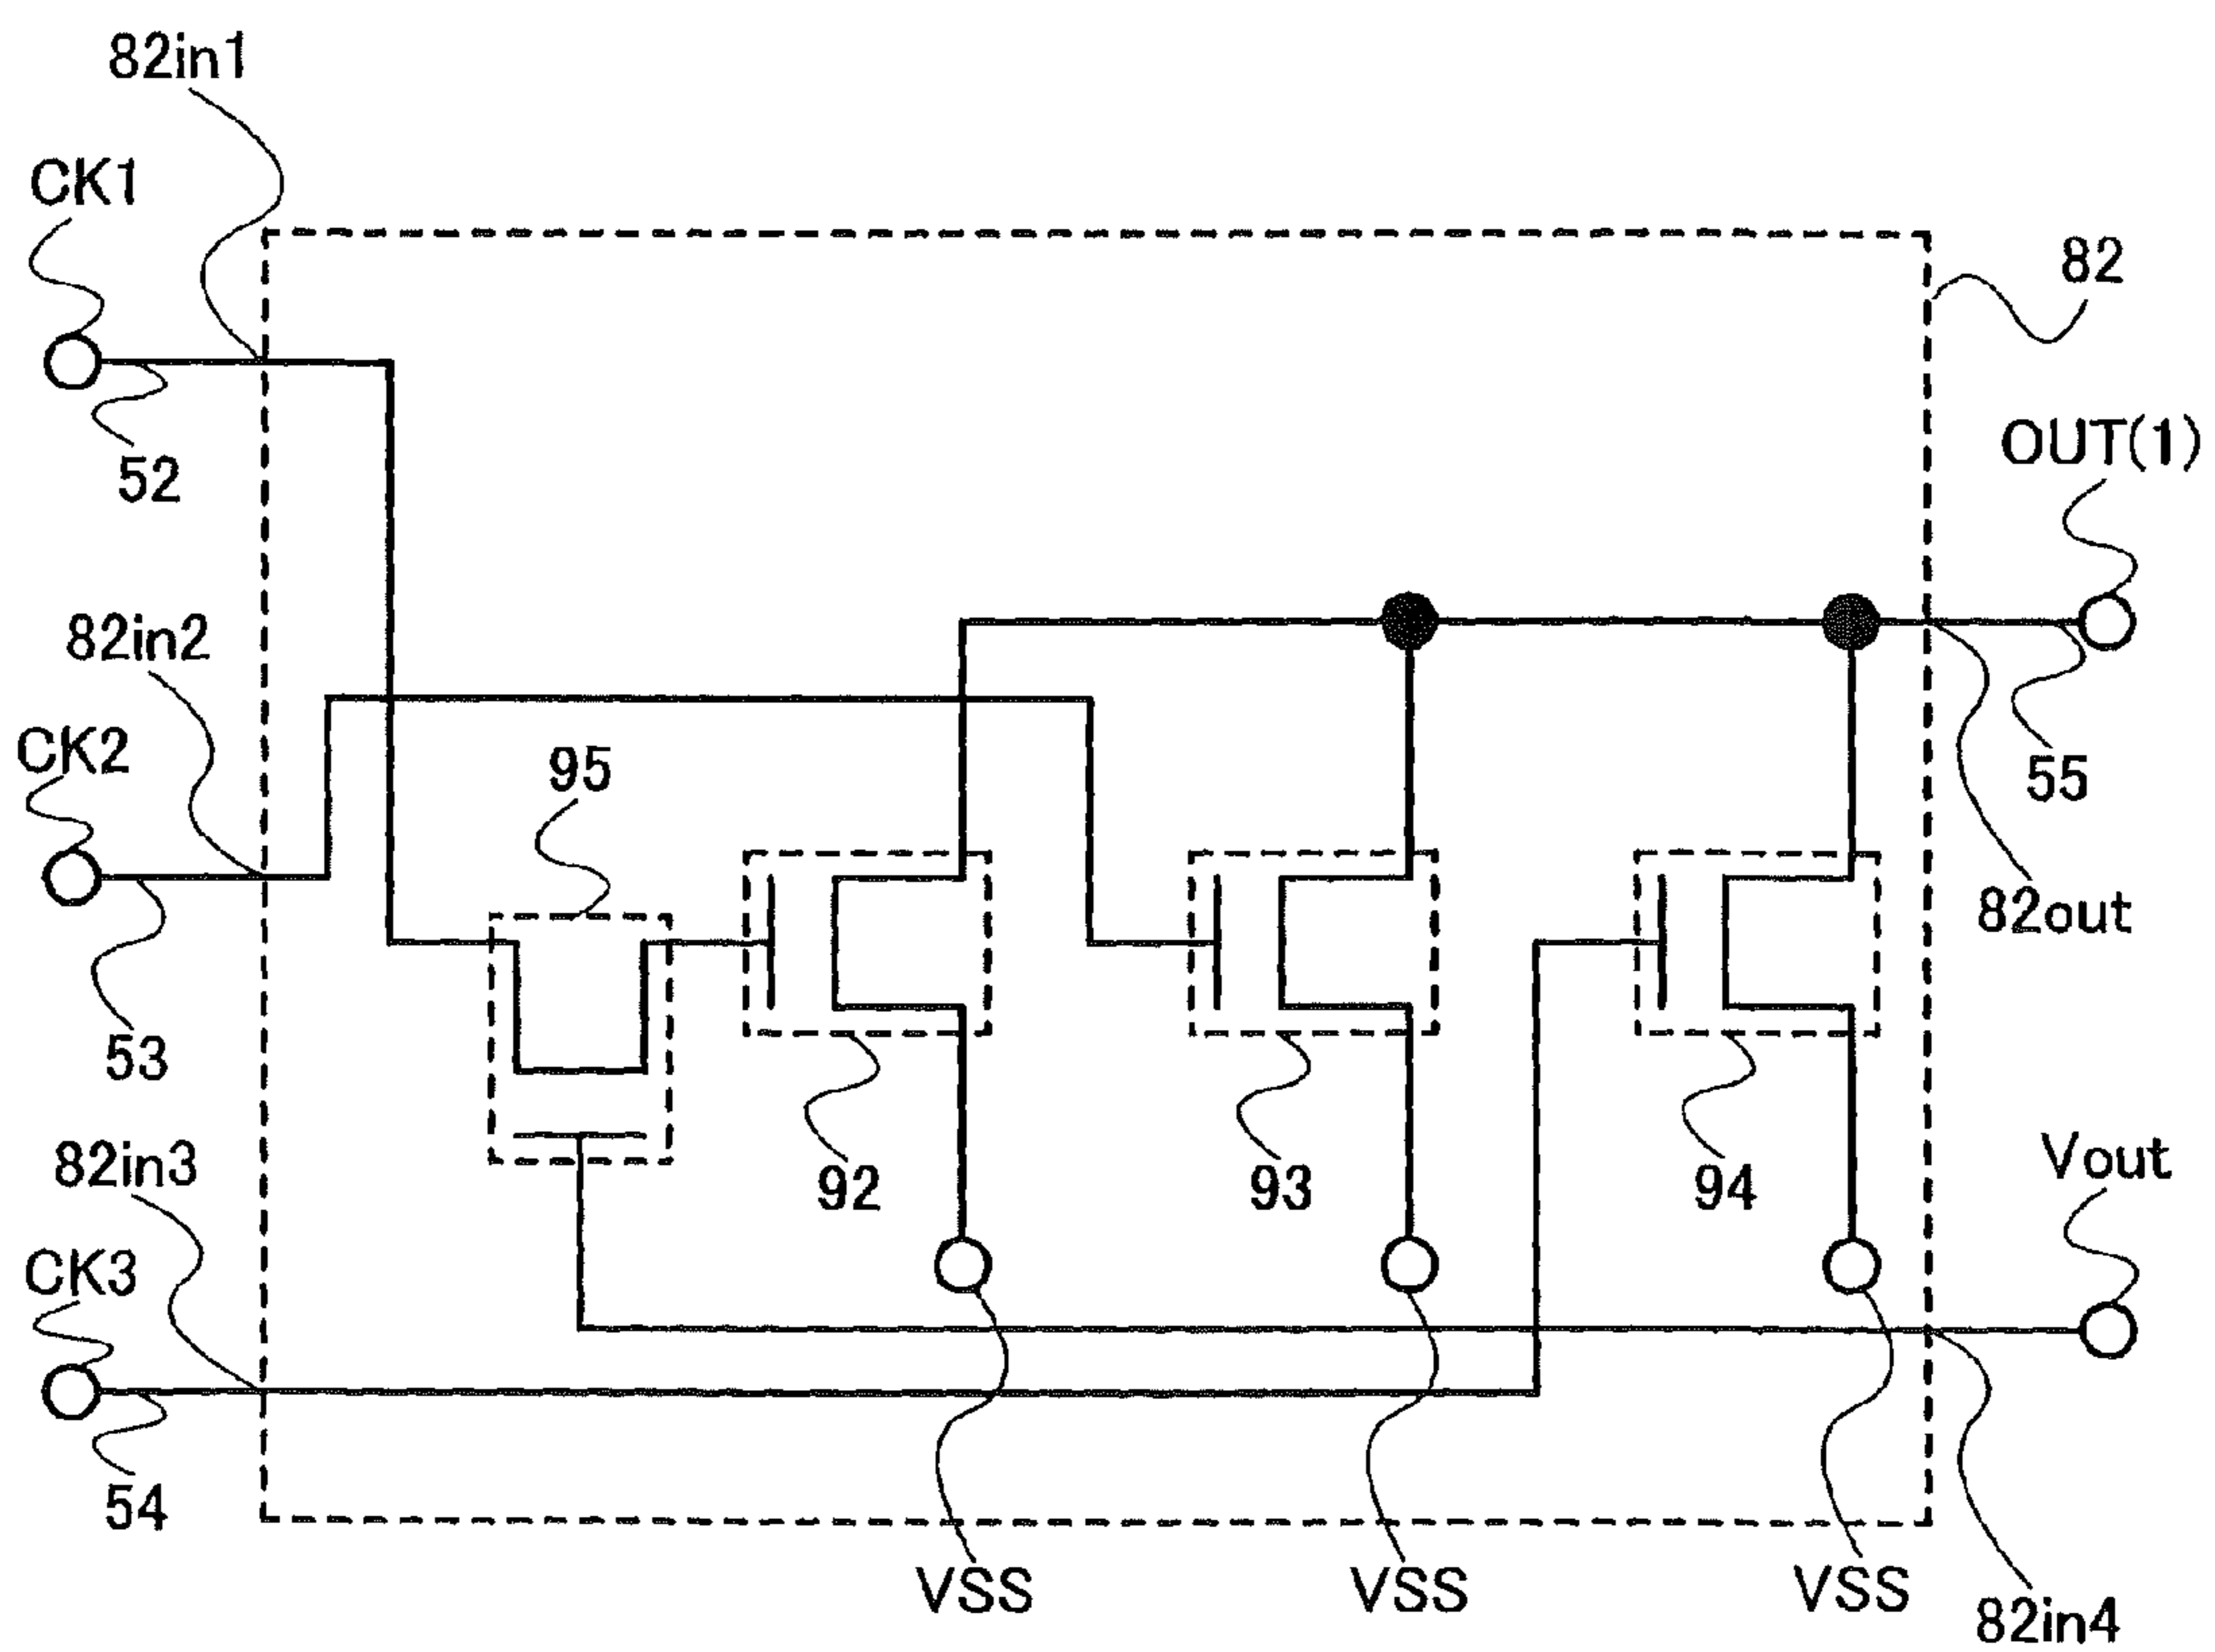 82in1
CK1
82
OUT(1)
52
82in2
CK2
95
55
82out
53
82in3
92
93
94
Vout
CK3
54
VSS
VSS
VSS
82in4